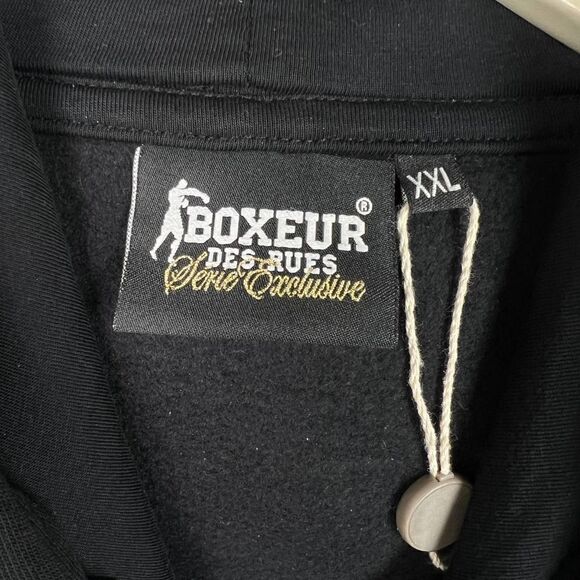 BOXEUR®
DES RUES
Serie Exclusive
XXL